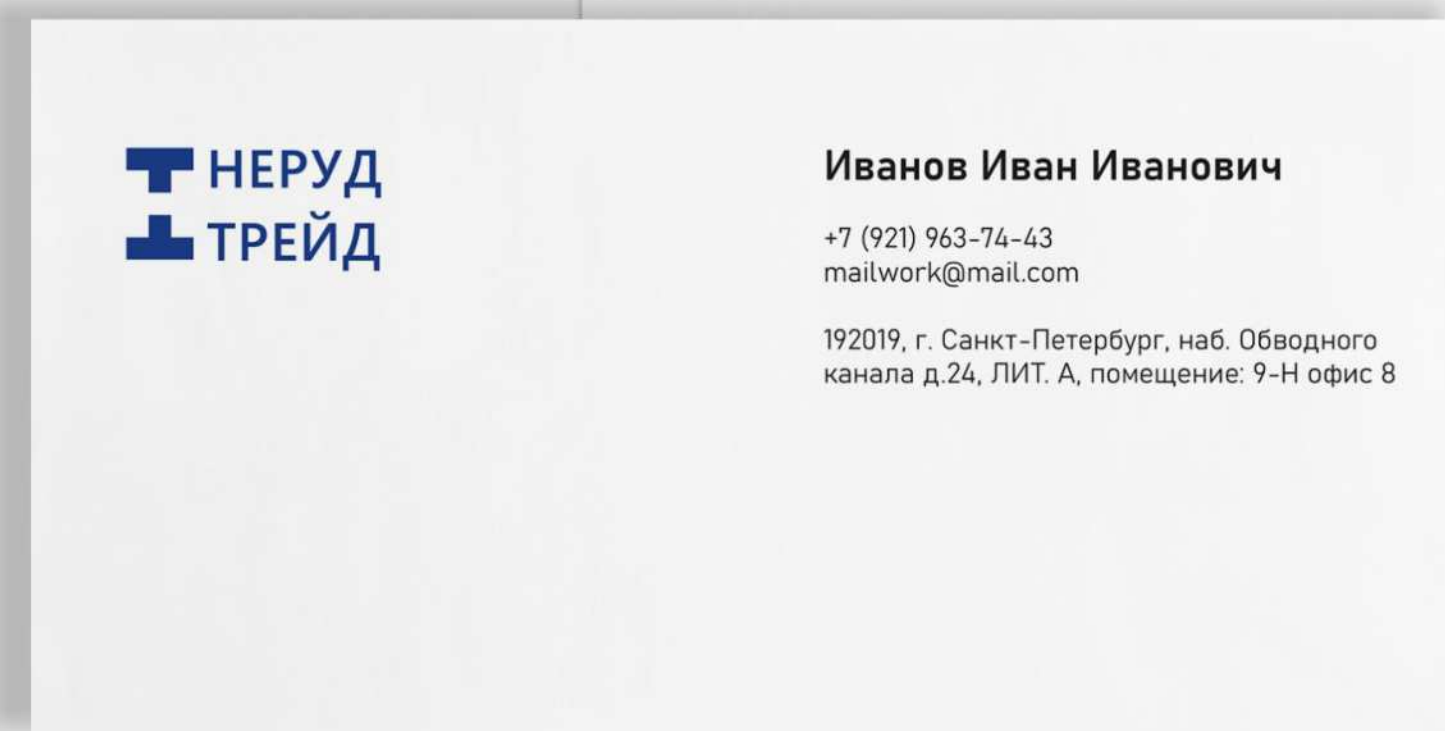 НЕРУД
ТРЕЙД
Иванов Иван Иванович
+7 (921) 963-74-43
mailwork@mail.com
192019, г. Санкт-Петербург, наб. Обводного
канала д.24, ЛИТ. А, помещение: 9-Н офис 8